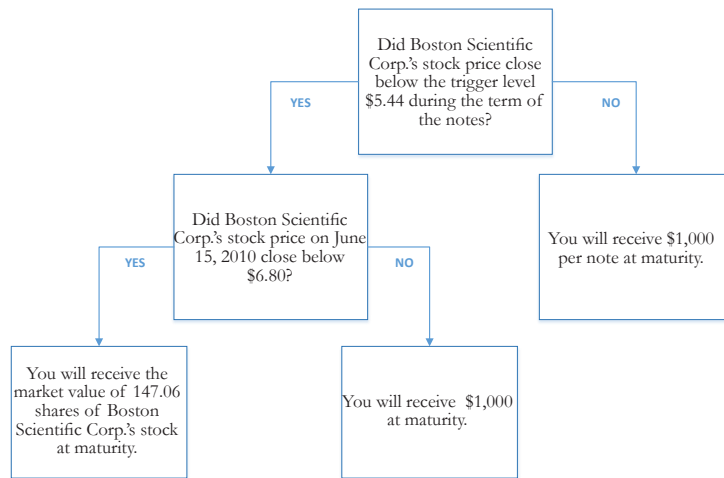 Did Boston Scientific
Corp.'s stock price close
below the trigger level
$5.44 during the term of
the notes?
YES
NO
Did Boston Scientific
Corp.'s stock price on June
15, 2010 close below
$6.80?
You will receive $1,000
per note at maturity.
YES
NO
You will receive the
market value of 147.06
shares of Boston
Scientific Corp.'s stock
at maturity.
You will receive $1,000
at maturity.